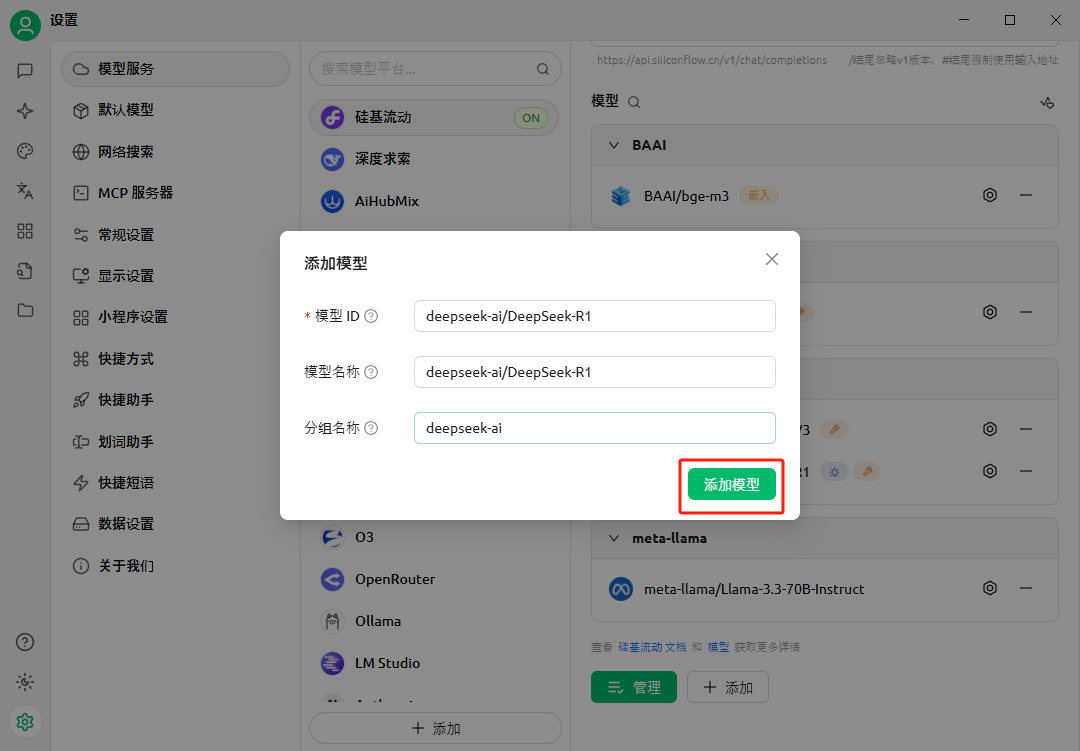 设置
模型服务
默认模型
网络搜索
MCP 服务器
常规设置
显示设置
小程序设置
快捷方式
快捷助手
划词助手
快捷短语
数据设置
关于我们
搜索模型平台...
硅基流动
ON
深度求索
AiHubMix
O3
OpenRouter
Ollama
LM Studio
添加
https://api.siliconflow.cn/v1/chat/completions
/结尾忽略v1版本，#结尾强制使用输入地址
模型
BAAI
BAAI/bge-m3
嵌入
meta-llama
meta-llama/Llama-3.3-70B-Instruct
查看 硅基流动 文档 和 模型 获取更多详情
管理
添加
添加模型
* 模型 ID
deepseek-ai/DeepSeek-R1
模型名称
deepseek-ai/DeepSeek-R1
分组名称
deepseek-ai
添加模型